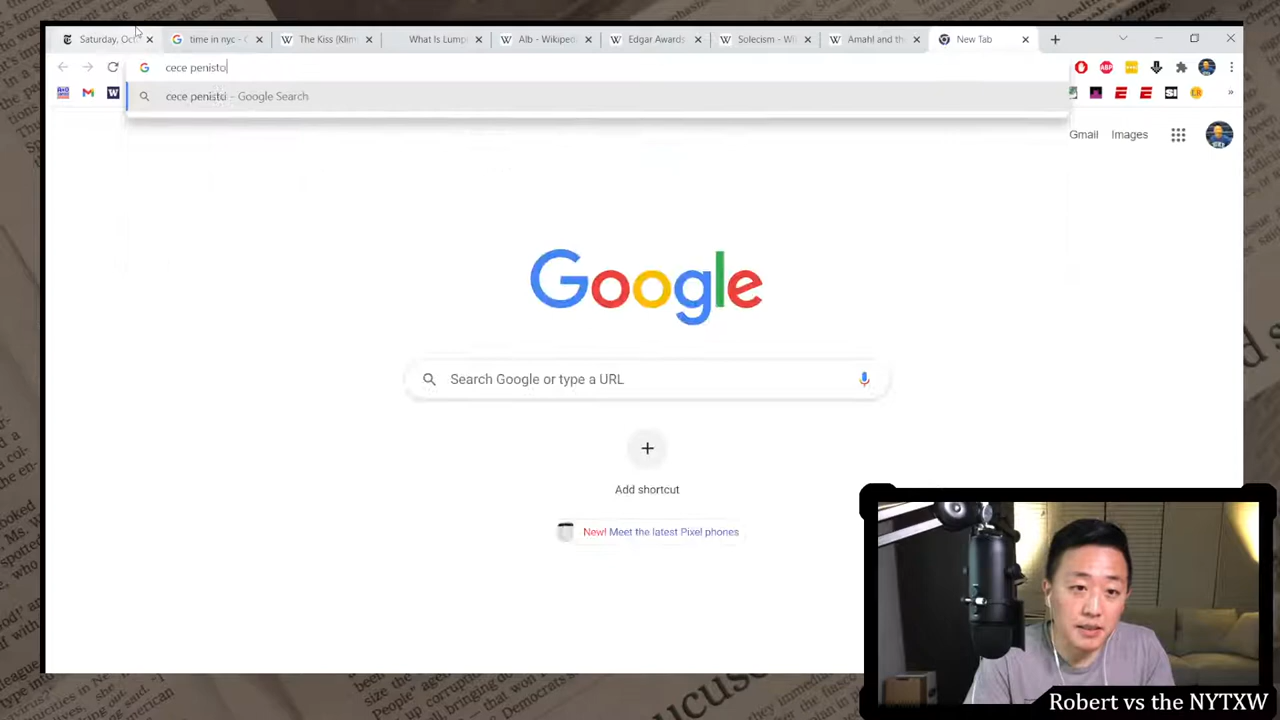 Saturday, Oc
time in nyc - G
The Kiss (Klim
What Is Lump
Alb - Wikiped
Edgar Awards
Solecism - Wi
Amahl and the
New Tab
cece penisto
cece penisto - Google Search
Gmail
Images
Google
Search Google or type a URL
Add shortcut
New! Meet the latest Pixel phones
Robert vs the NYTXW